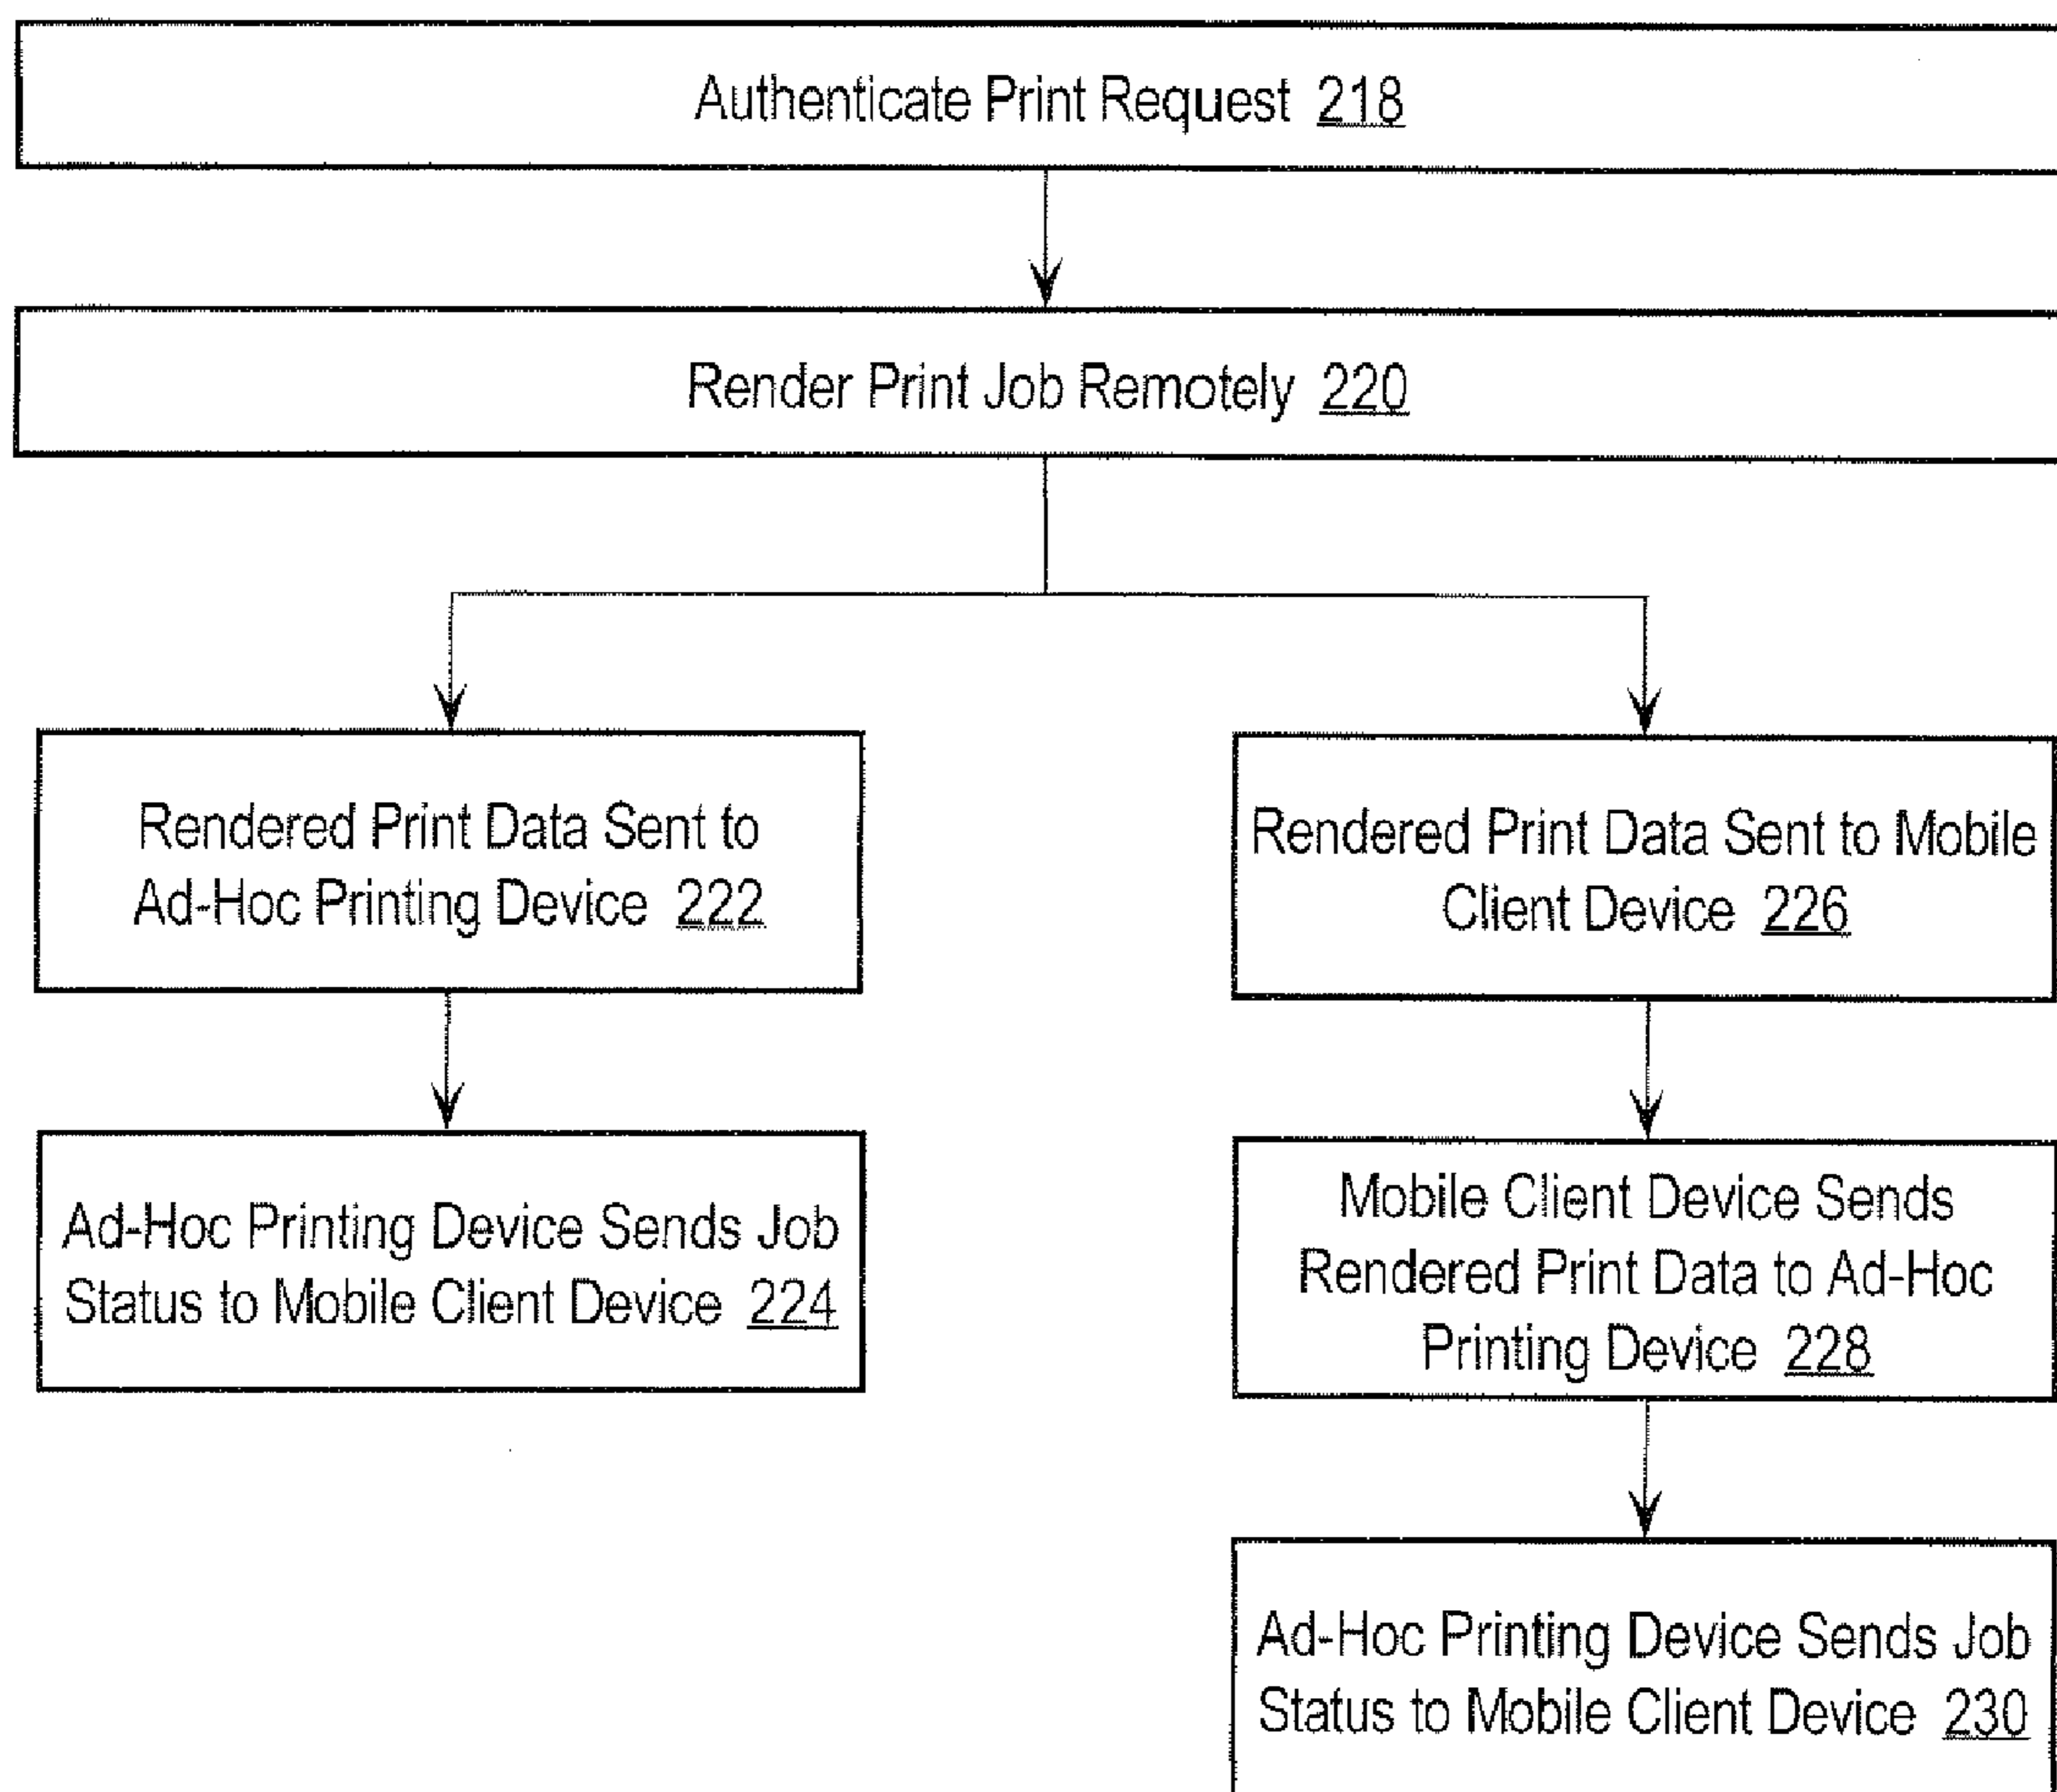 Authenticate Print Request 218
Render Print Job Remotely 220
Rendered Print Data Sent to
Ad-Hoc Printing Device 222
Ad-Hoc Printing Device Sends Job
Status to Mobile Client Device 224
Rendered Print Data Sent to Mobile
Client Device 226
Mobile Client Device Sends
Rendered Print Data to Ad-Hoc
Printing Device 228
Ad-Hoc Printing Device Sends Job
Status to Mobile Client Device 230